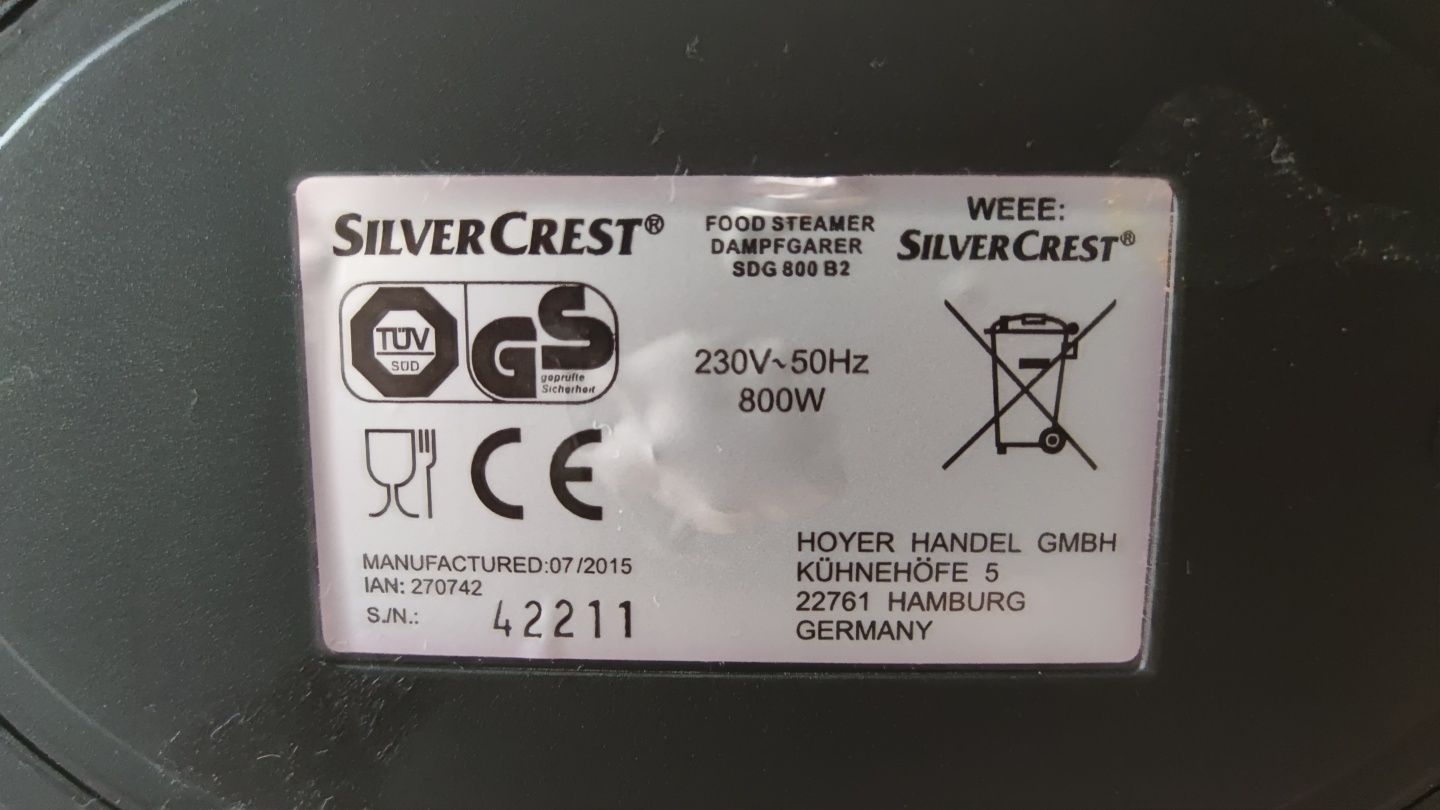 SILVERCREST®
FOOD STEAMER
DAMPFGARER
SDG 800 B2
WEEE:
SILVERCREST®
TÜV
SÜD
GS
geprüfte
Sicherheit
230V~50Hz
800W
CE
MANUFACTURED:07/2015
IAN: 270742
S./N.: 42211
HOYER HANDEL GMBH
KÜHNEHÖFE 5
22761 HAMBURG
GERMANY